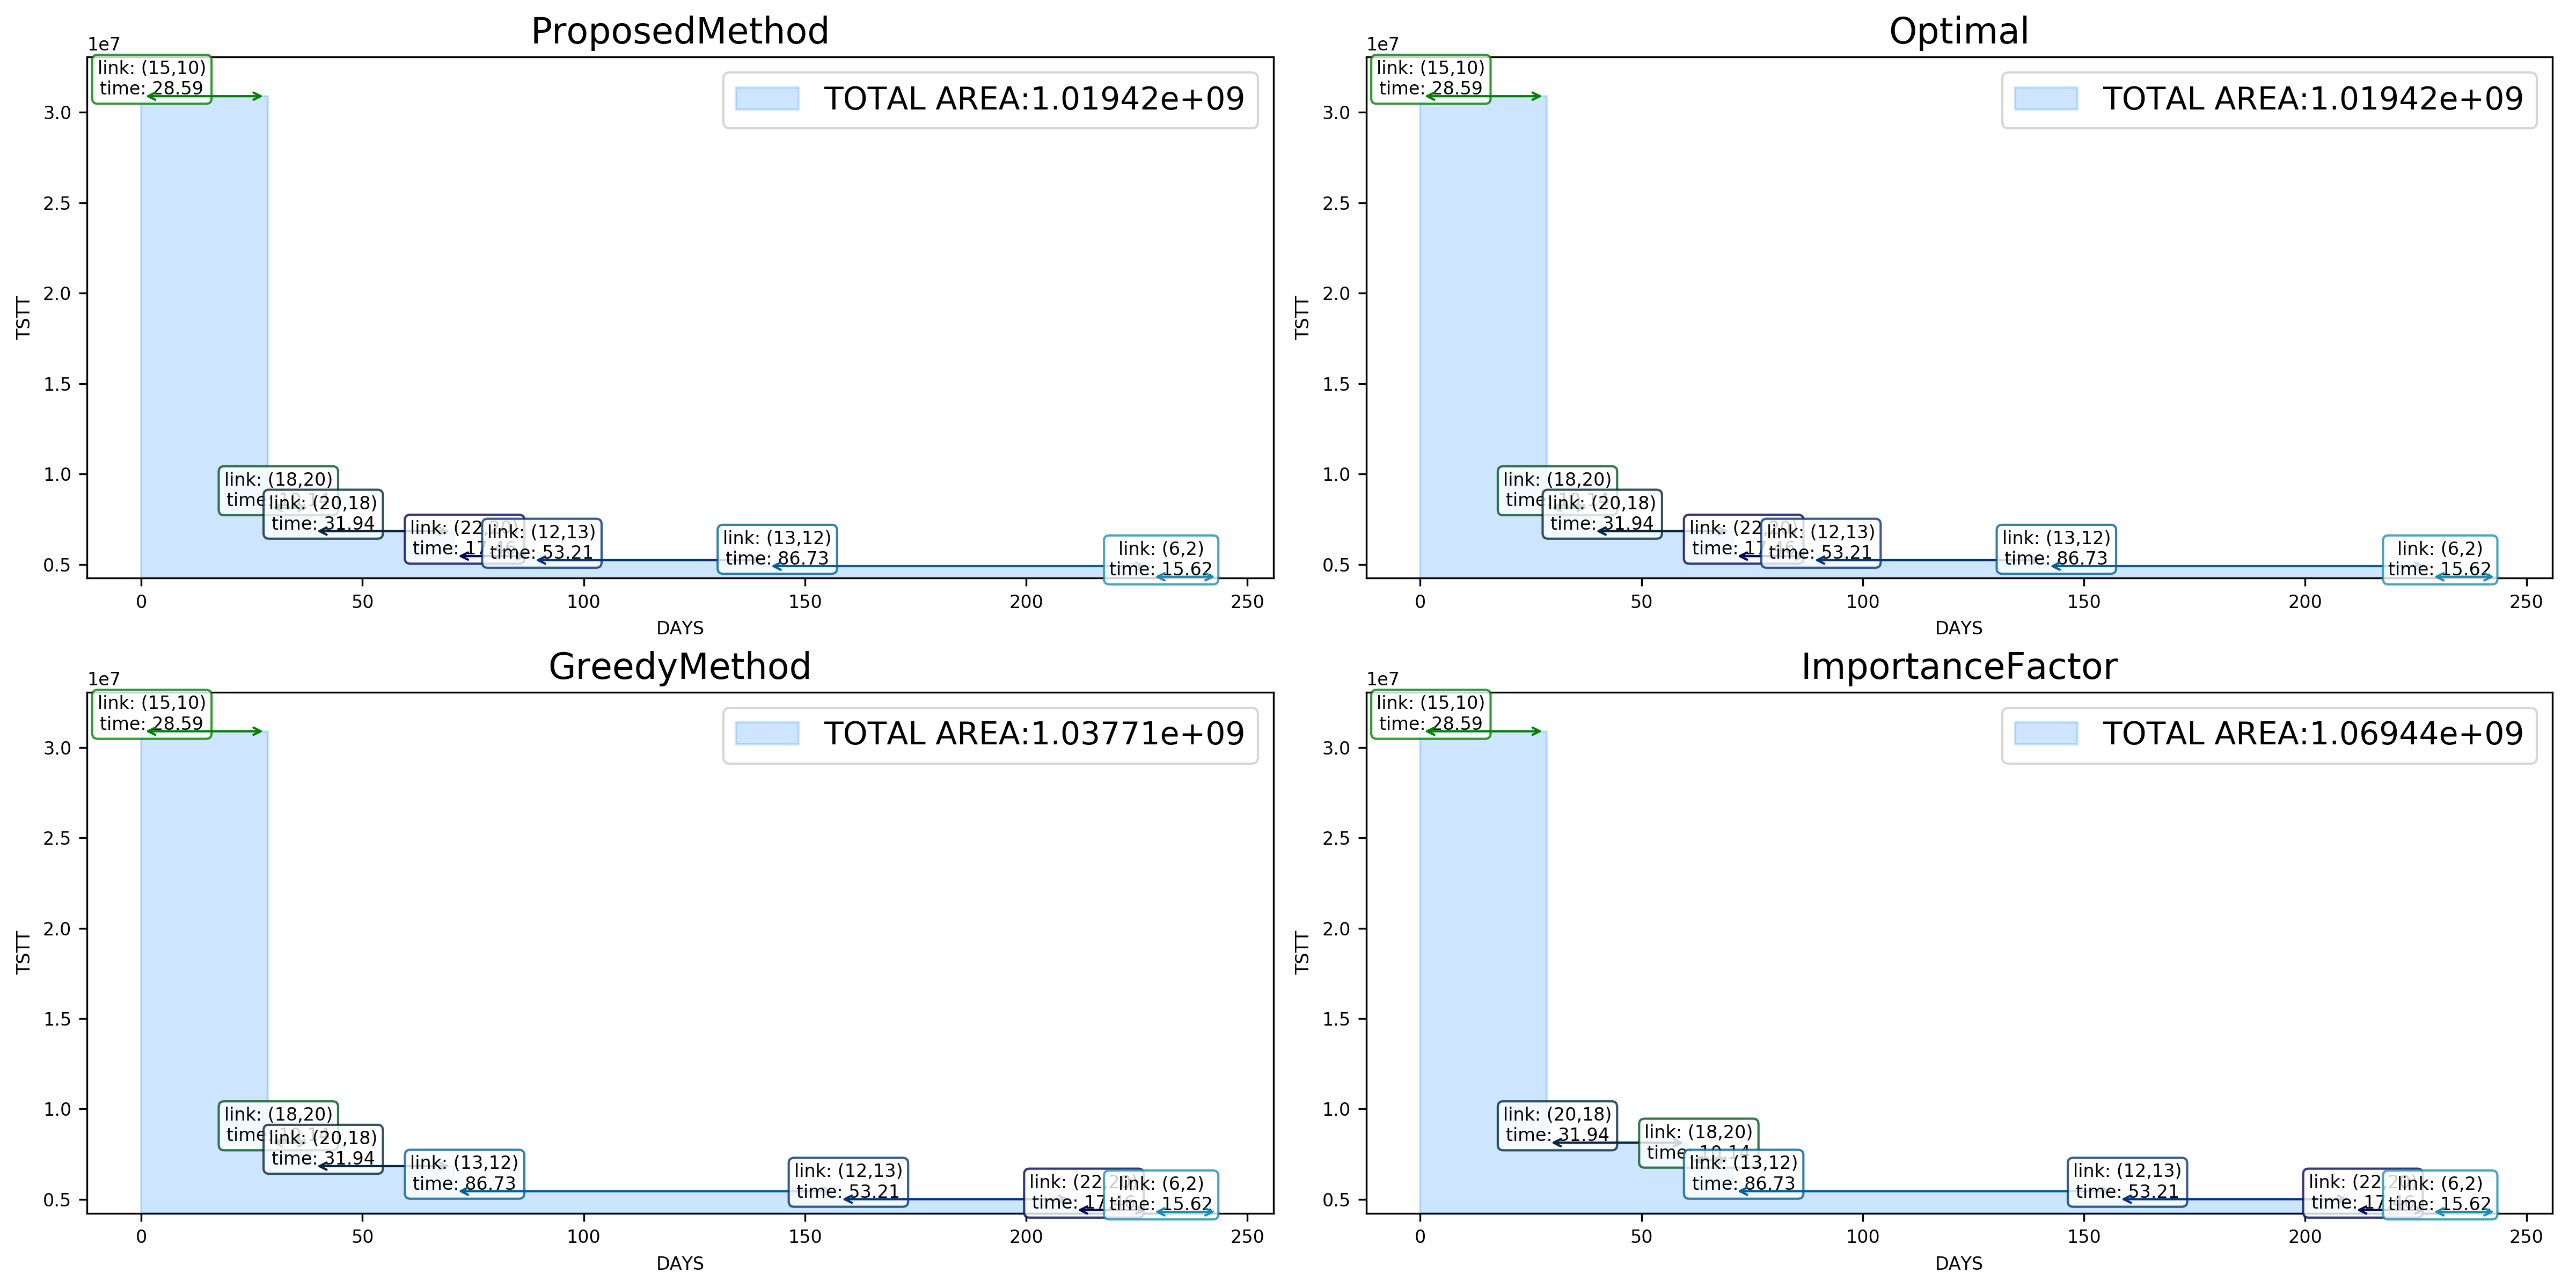 ProposedMethod
1e7
TOTAL AREA:1.01942e+09
link: (15,10)
time: 28.59
link: (18,20)
time
link: (20,18)
time: 31.94
link:
time:
link: (12,13)
time: 53.21
link: (13,12)
time: 86.73
link: (6,2)
time: 15.62
3.0
2.5
2.0
1.5
1.0
0.5
TSTT
0 50 100 150 200 250
DAYS
Optimal
1e7
TOTAL AREA:1.01942e+09
link: (15,10)
time: 28.59
link: (18,20)
time
link: (20,18)
time: 31.94
link:
time:
link: (12,13)
time: 53.21
link: (13,12)
time: 86.73
link: (6,2)
time: 15.62
3.0
2.5
2.0
1.5
1.0
0.5
TSTT
0 50 100 150 200 250
DAYS
GreedyMethod
1e7
TOTAL AREA:1.03771e+09
link: (15,10)
time: 28.59
link: (18,20)
time
link: (20,18)
time: 31.94
link: (13,12)
time: 86.73
link: (12,13)
time: 53.21
link:
time:
link: (6,2)
time: 15.62
3.0
2.5
2.0
1.5
1.0
0.5
TSTT
0 50 100 150 200 250
DAYS
ImportanceFactor
1e7
TOTAL AREA:1.06944e+09
link: (15,10)
time: 28.59
link: (20,18)
time: 31.94
link: (18,20)
time:
link: (13,12)
time: 86.73
link: (12,13)
time: 53.21
link:
time:
link: (6,2)
time: 15.62
3.0
2.5
2.0
1.5
1.0
0.5
TSTT
0 50 100 150 200 250
DAYS